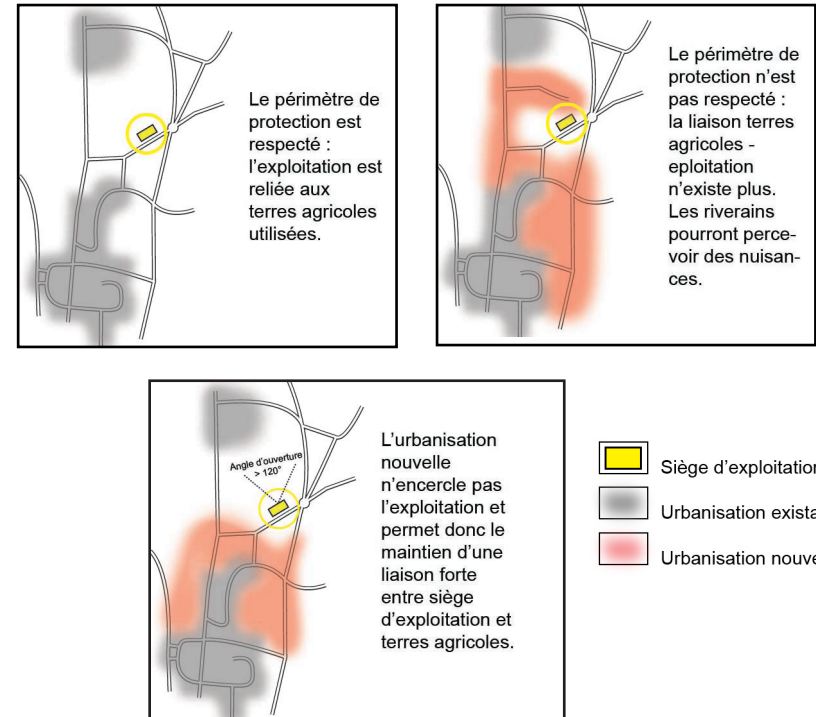 Le périmètre de
protection est
respecté :
l'exploitation est
reliée aux
terres agricoles
utilisées.
Le périmètre de
protection n'est
pas respecté :
la liaison terres
agricoles -
eploitation
n'existe plus.
Les riverains
pourront perce-
voir des nuisan-
ces.
Angle d'ouverture
> 120°
L'urbanisation
nouvelle
n'encercle pas
l'exploitation et
permet donc le
maintien d'une
liaison forte
entre siège
d'exploitation et
terres agricoles.
Siège d'exploitation
Urbanisation exista
Urbanisation nouve